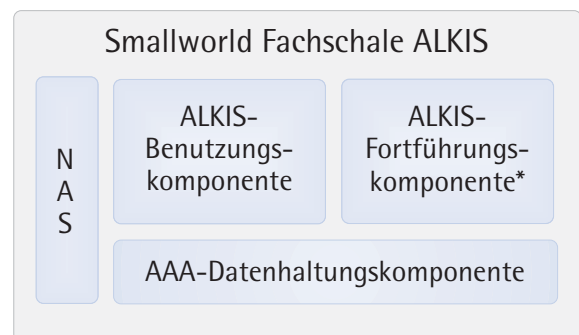 Smallworld Fachschale ALKIS
N
A
S
ALKIS-
Benutzungs-
komponente
ALKIS-
Fortführungs-
komponente*
AAA-Datenhaltungskomponente